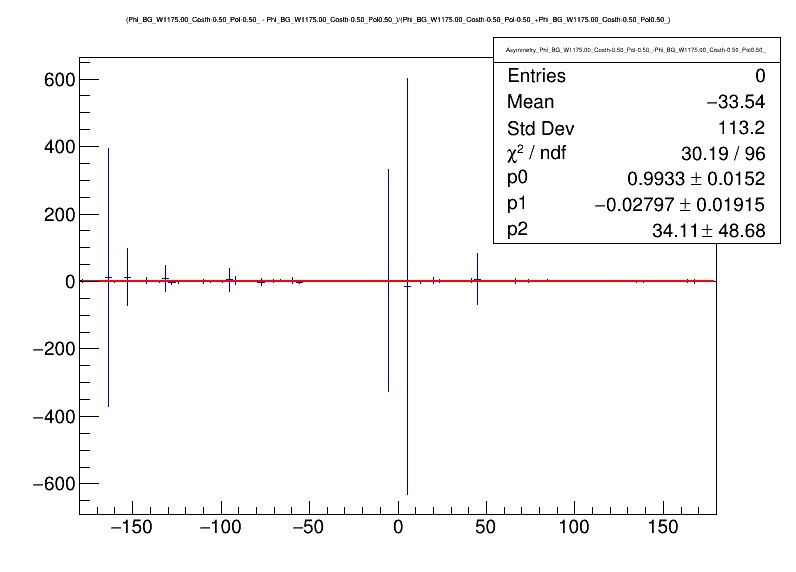 (Phi_BG_W1175.00_Costh-0.50_Pol-0.50_ - Phi_BG_W1175.00_Costh-0.50_Pol0.50_)/(Phi_BG_W1175.00_Costh-0.50_Pol-0.50_+Phi_BG_W1175.00_Costh-0.50_Pol0.50_)
Asymmetry_Phi_BG_W1175.00_Costh-0.50_Pol-0.50_-Phi_BG_W1175.00_Costh-0.50_Pol0.50_
Entries 0
Mean −33.54
Std Dev 113.2
χ² / ndf 30.19 / 96
p0 0.9933 ± 0.0152
p1 −0.02797 ± 0.01915
p2 34.11 ± 48.68
600
400
200
0
−200
−400
−600
−150 −100 −50 0 50 100 150